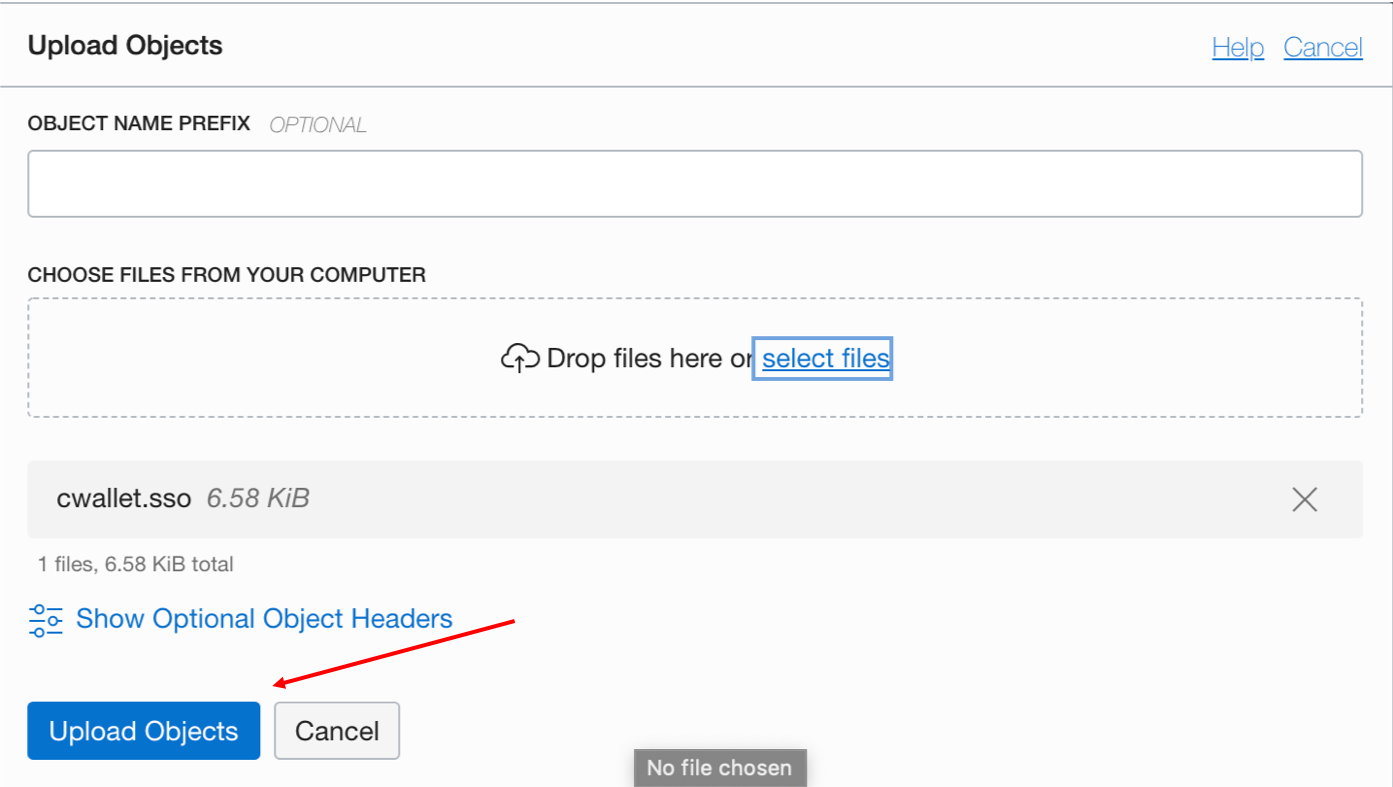 Upload Objects Help Cancel
OBJECT NAME PREFIX OPTIONAL
CHOOSE FILES FROM YOUR COMPUTER
Drop files here or select files
cwallet.sso 6.58 KiB
1 files, 6.58 KiB total
Show Optional Object Headers
Upload Objects Cancel
No file chosen